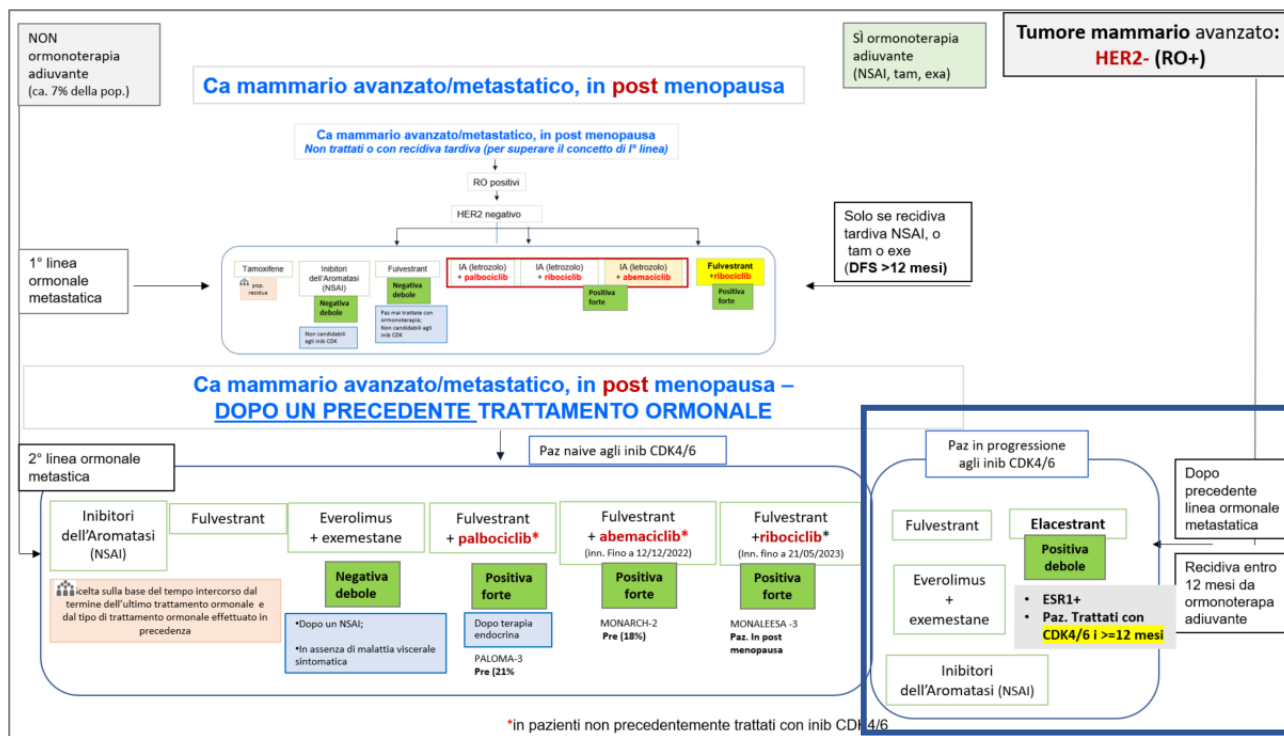 NON
ormonoterapia
adiuvante
(ca. 7% della pop.)
SÌ ormonoterapia
adiuvante
(NSAI, tam, exa)
Tumore mammario avanzato:
HER2- (RO+)
Ca mammario avanzato/metastatico, in post menopausa
Ca mammario avanzato/metastatico, in post menopausa
Non trattati o con recidiva tardiva (per superare il concetto di I° linea)
RO positivi
HER2 negativo
Solo se recidiva
tardiva NSAI, o
tam o exe
(DFS >12 mesi)
1° linea
ormonale
metastatica
Tamoxifene
pop.
residua
Inibitori
dell'Aromatasi
(NSAI)
Negativa
debole
Non candidabili
agli inib CDK
Fulvestrant
Negativa
debole
Paz mai trattate con
ormonoterapia;
Non candidabili agli
inib CDK
IA (letrozolo)
+ palbociclib
IA (letrozolo)
+ ribociclib
IA (letrozolo)
+ abemaciclib
Positiva
forte
Fulvestrant
+ribociclib
Positiva
forte
Ca mammario avanzato/metastatico, in post menopausa –
DOPO UN PRECEDENTE TRATTAMENTO ORMONALE
2° linea ormonale
metastica
Paz naive agli inib CDK4/6
Inibitori
dell'Aromatasi
(NSAI)
Fulvestrant
scelta sulla base del tempo intercorso dal
termine dell'ultimo trattamento ormonale e
dal tipo di trattamento ormonale effettuato in
precedenza
Everolimus
+ exemestane
Negativa
debole
•Dopo un NSAI;
•In assenza di malattia viscerale
sintomatica
Fulvestrant
+ palbociclib*
Positiva
forte
Dopo terapia
endocrina
PALOMA-3
Pre (21%
Fulvestrant
+ abemaciclib*
(inn. Fino a 12/12/2022)
Positiva
forte
MONARCH-2
Pre (18%)
Fulvestrant
+ribociclib*
(Inn. fino a 21/05/2023)
Positiva
forte
MONALEESA -3
Paz. In post
menopausa
Paz in progressione
agli inib CDK4/6
Fulvestrant
Everolimus
+
exemestane
Inibitori
dell'Aromatasi (NSAI)
Elacestrant
Positiva
debole
• ESR1+
• Paz. Trattati con
CDK4/6 i >=12 mesi
Dopo
precedente
linea ormonale
metastatica
Recidiva entro
12 mesi da
ormonoterapa
adiuvante
*in pazienti non precedentemente trattati con inib CDK4/6